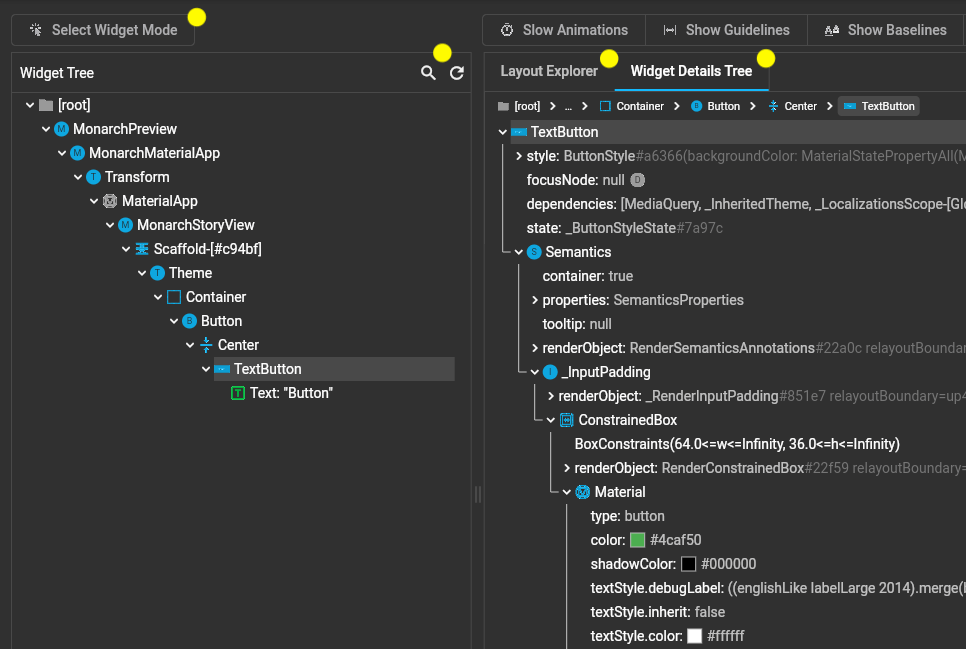 Select Widget Mode
Slow Animations
Show Guidelines
Show Baselines
Widget Tree
[root]
MonarchPreview
MonarchMaterialApp
Transform
MaterialApp
MonarchStoryView
Scaffold-[#c94bf]
Theme
Container
Button
Center
TextButton
Text: "Button"
Layout Explorer
Widget Details Tree
[root] > ... > Container > Button > Center > TextButton
TextButton
style: ButtonStyle#a6366(backgroundColor: MaterialStatePropertyAll(M
focusNode: null D
dependencies: [MediaQuery, _InheritedTheme, _LocalizationsScope-[Glo
state: _ButtonStyleState#7a97c
Semantics
container: true
properties: SemanticsProperties
tooltip: null
renderObject: RenderSemanticsAnnotations#22a0c relayoutBoundar
_InputPadding
renderObject: _RenderInputPadding#851e7 relayoutBoundary=up4
ConstrainedBox
BoxConstraints(64.0<=w<=Infinity, 36.0<=h<=Infinity)
renderObject: RenderConstrainedBox#22f59 relayoutBoundary=
Material
type: button
color: #4caf50
shadowColor: #000000
textStyle.debugLabel: ((englishLike labelLarge 2014).merge(
textStyle.inherit: false
textStyle.color: #ffffff